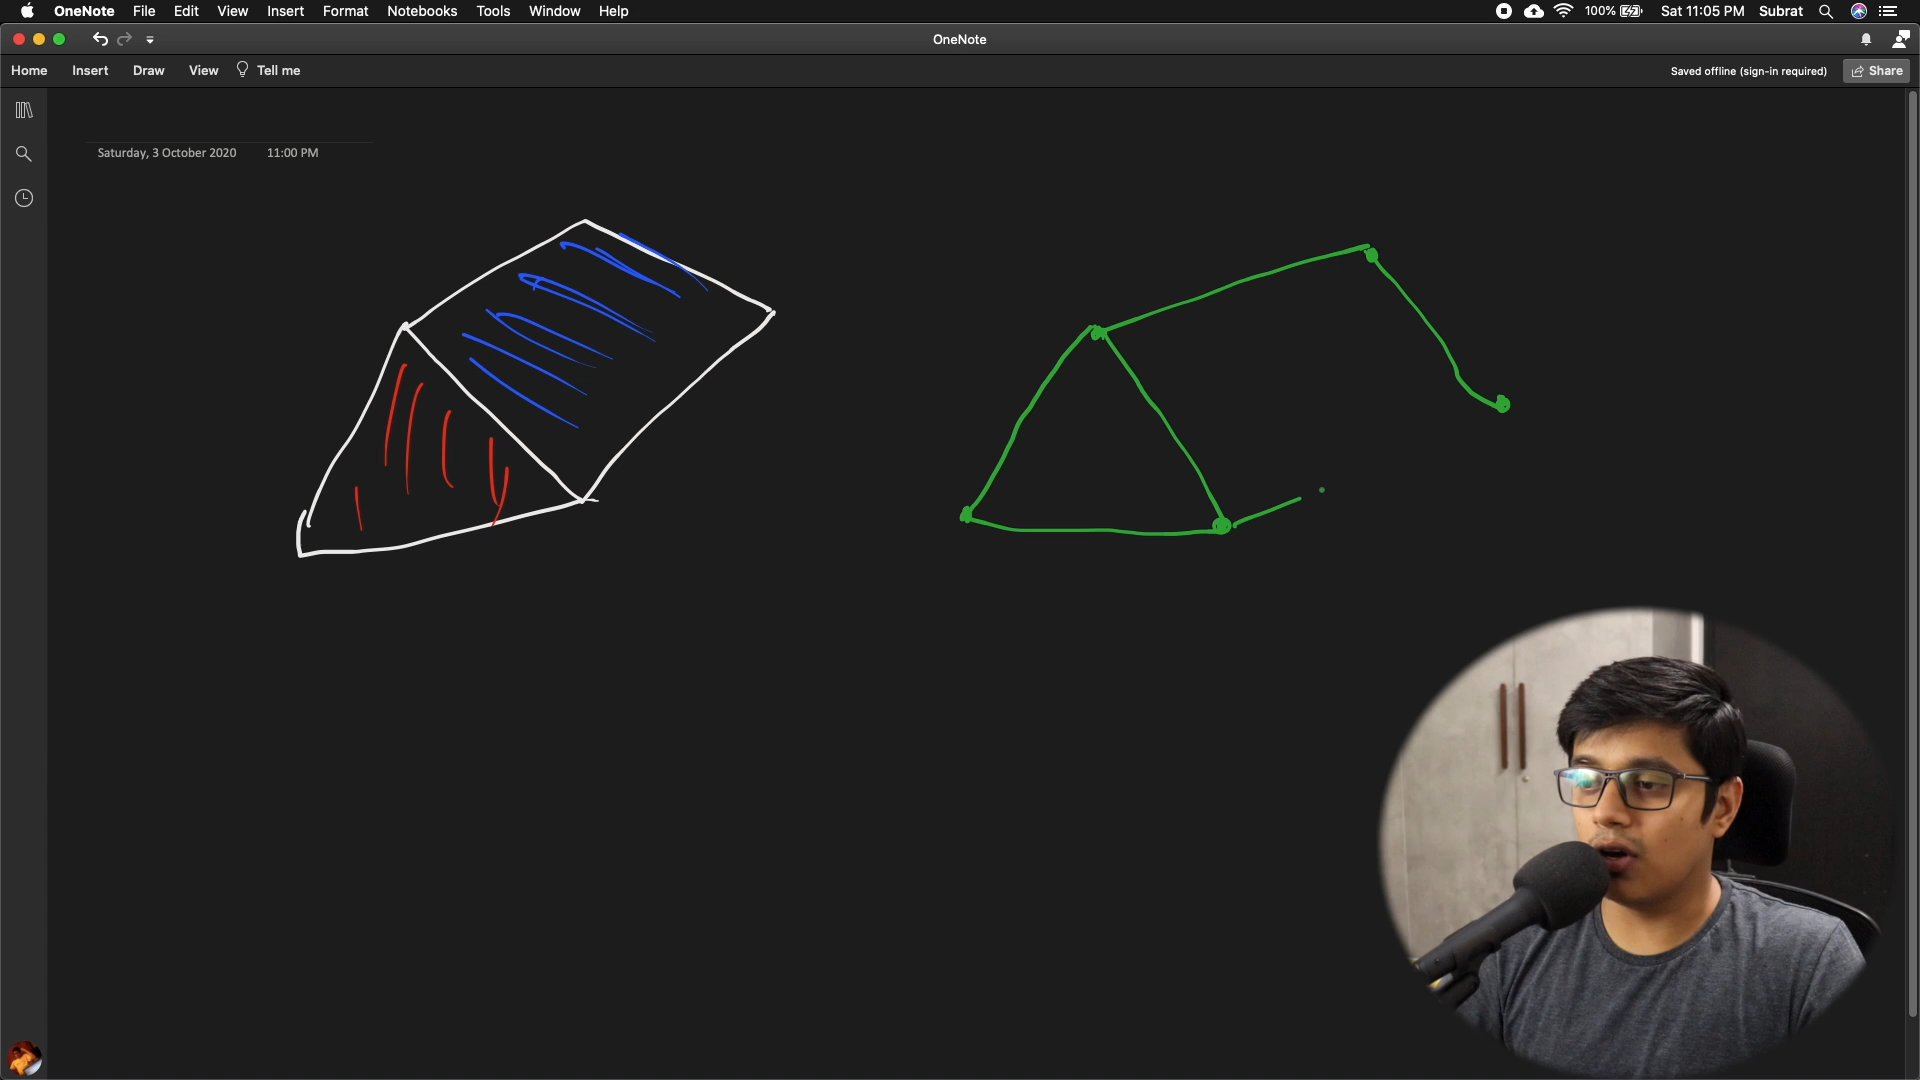 OneNote File Edit View Insert Format Notebooks Tools Window Help 100% Sat 11:05 PM Subrat
OneNote
Home Insert Draw View Tell me Saved offline (sign-in required) Share
Saturday, 3 October 2020 11:00 PM